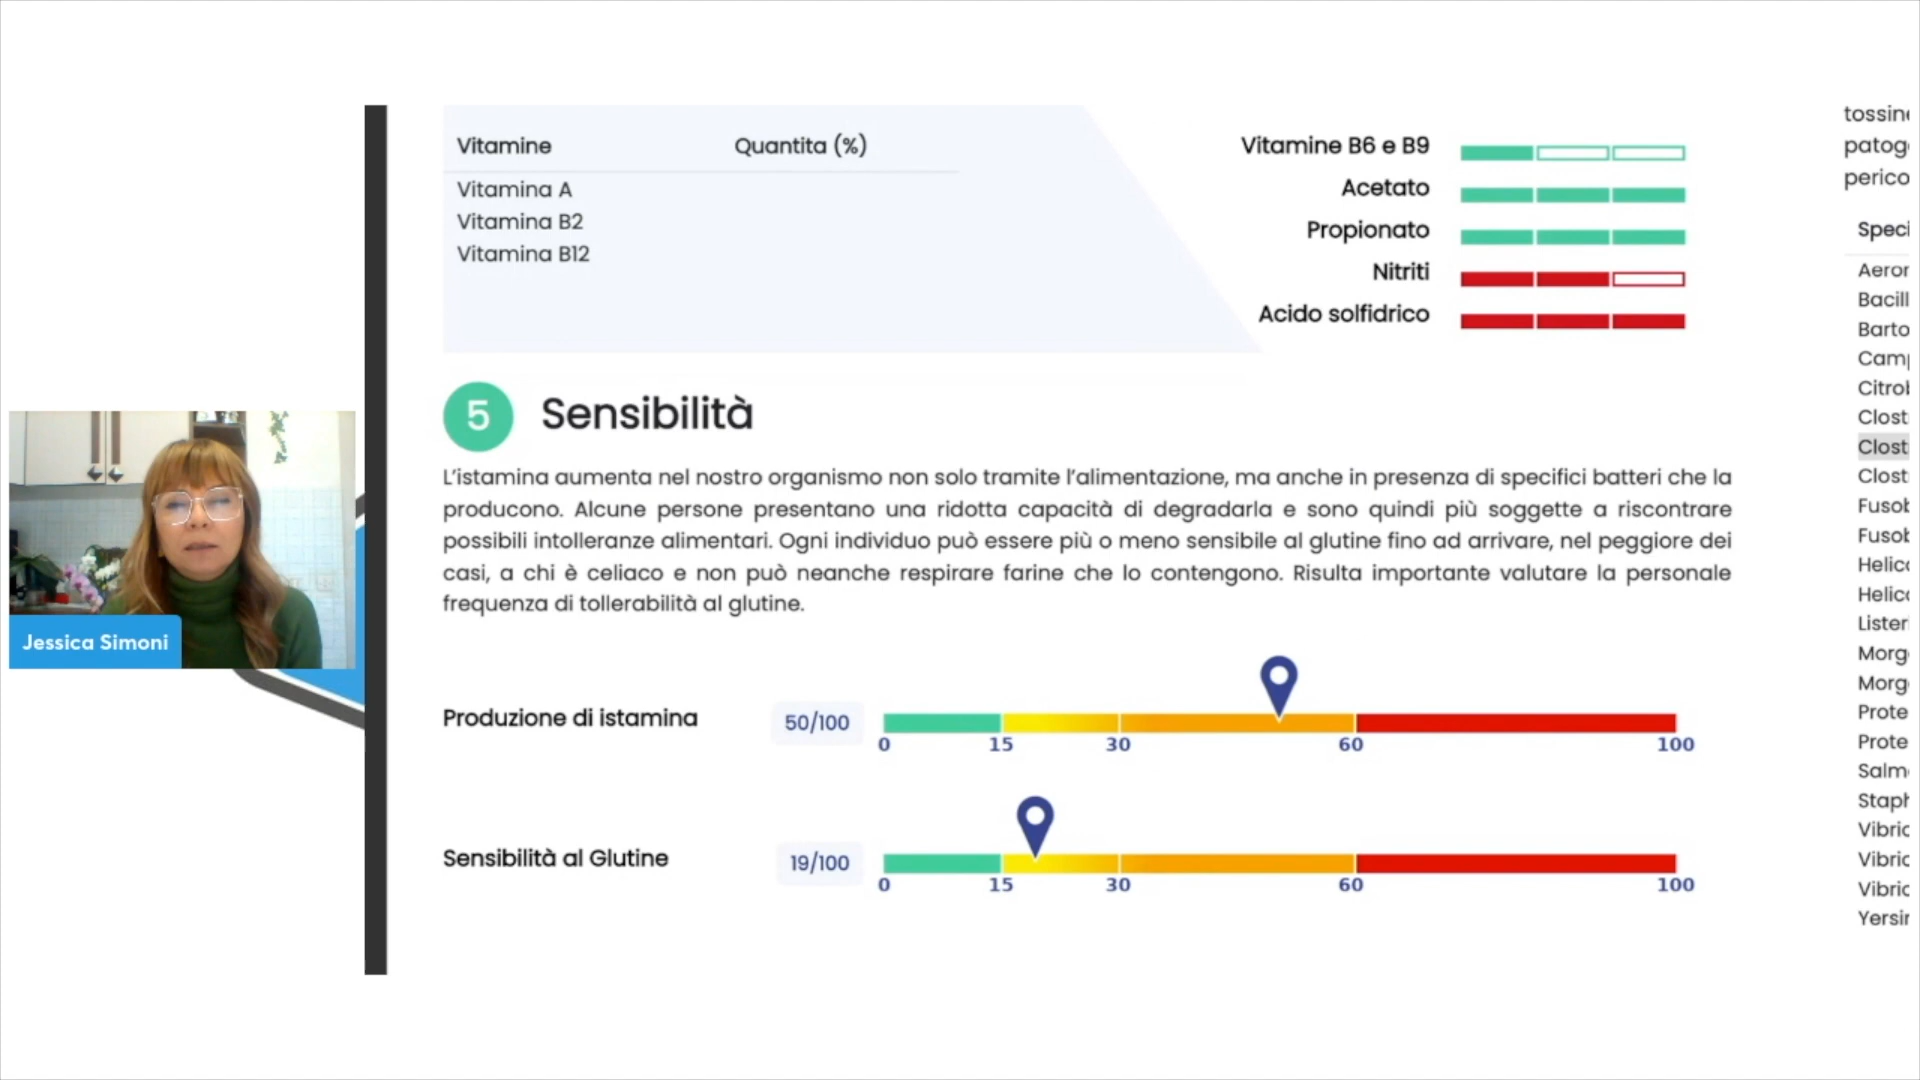 Vitamine Quantita (%)
Vitamina A
Vitamina B2
Vitamina B12
Vitamine B6 e B9
Acetato
Propionato
Nitriti
Acido solfidrico
5 Sensibilità
L'istamina aumenta nel nostro organismo non solo tramite l'alimentazione, ma anche in presenza di specifici batteri che la
producono. Alcune persone presentano una ridotta capacità di degradarla e sono quindi più soggette a riscontrare
possibili intolleranze alimentari. Ogni individuo può essere più o meno sensibile al glutine fino ad arrivare, nel peggiore dei
casi, a chi è celiaco e non può neanche respirare farine che lo contengono. Risulta importante valutare la personale
frequenza di tollerabilità al glutine.
Produzione di istamina 50/100
0 15 30 60 100
Sensibilità al Glutine 19/100
0 15 30 60 100
Jessica Simoni